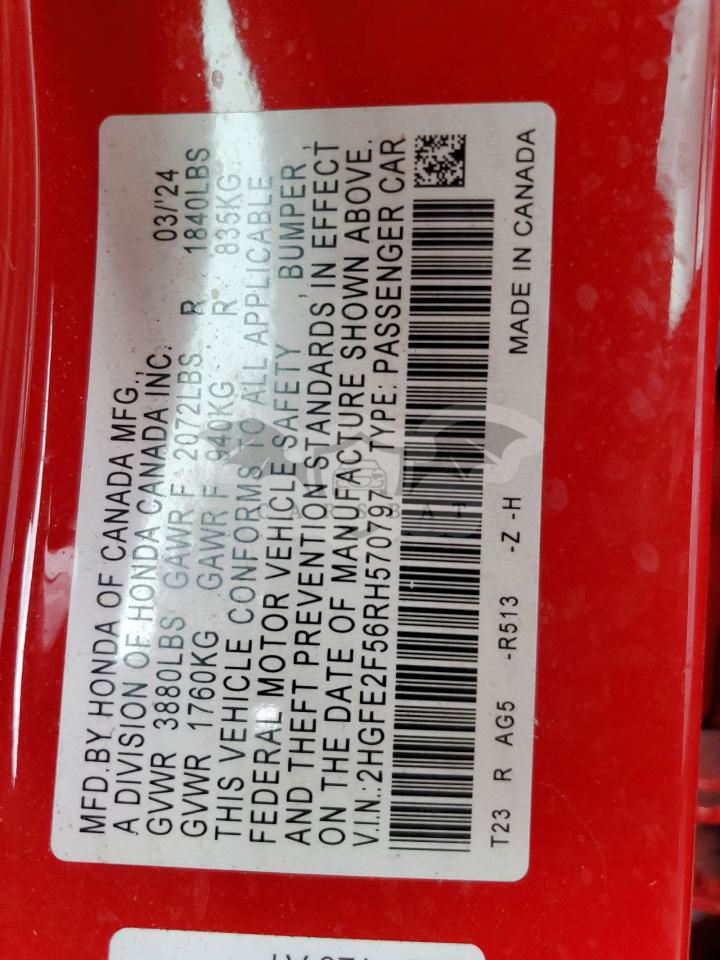 MFD.BY HONDA OF CANADA MFG., 03/'24
A DIVISION OF HONDA CANADA INC.
GVWR 3880LBS GAWR F 2072LBS R 1840LBS
GVWR 1760KG GAWR F 940KG R 835KG
THIS VEHICLE CONFORMS TO ALL APPLICABLE
FEDERAL MOTOR VEHICLE SAFETY , BUMPER ,
AND THEFT PREVENTION STANDARDS IN EFFECT
ON THE DATE OF MANUFACTURE SHOWN ABOVE.
V.I.N.:2HGFE2F56RH570797 TYPE: PASSENGER CAR
T23 R AG5 -R513 -Z -H MADE IN CANADA
CARSBAT